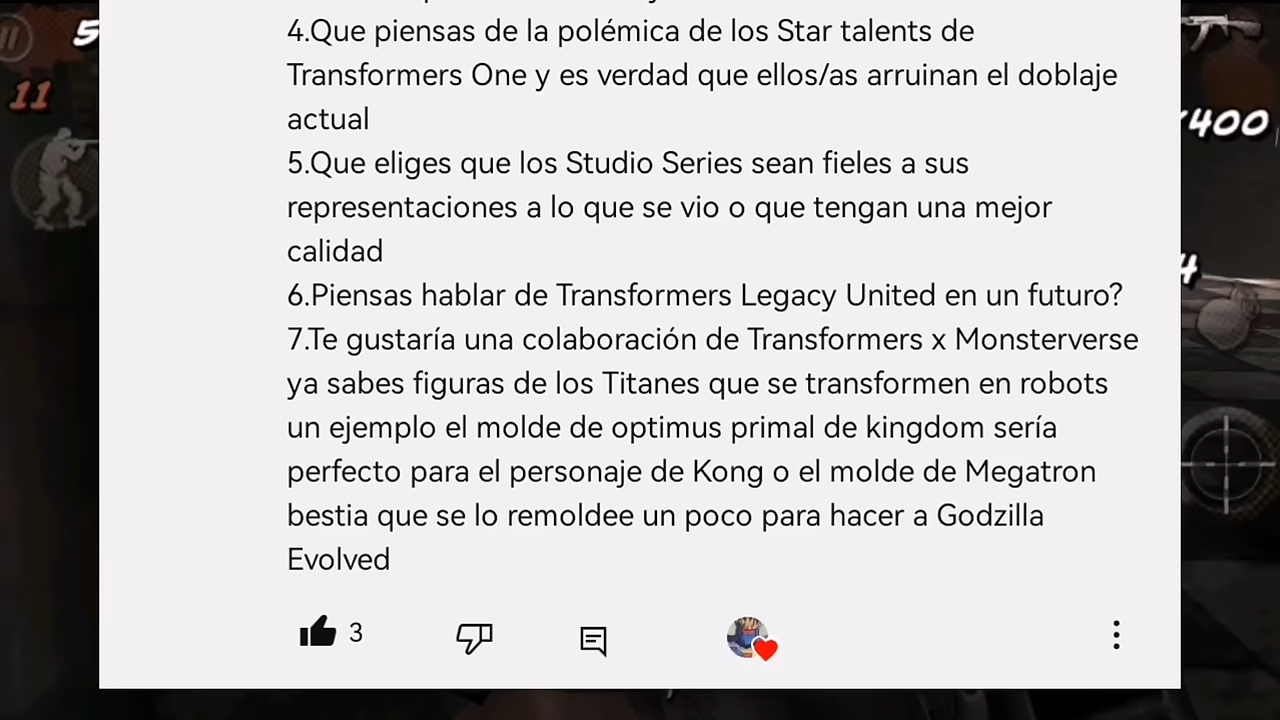 4.Que piensas de la polémica de los Star talents de
Transformers One y es verdad que ellos/as arruinan el doblaje
actual
5.Que eliges que los Studio Series sean fieles a sus
representaciones a lo que se vio o que tengan una mejor
calidad
6.Piensas hablar de Transformers Legacy United en un futuro?
7.Te gustaría una colaboración de Transformers x Monsterverse
ya sabes figuras de los Titanes que se transformen en robots
un ejemplo el molde de optimus primal de kingdom sería
perfecto para el personaje de Kong o el molde de Megatron
bestia que se lo remoldee un poco para hacer a Godzilla
Evolved
3
5
11
400
4